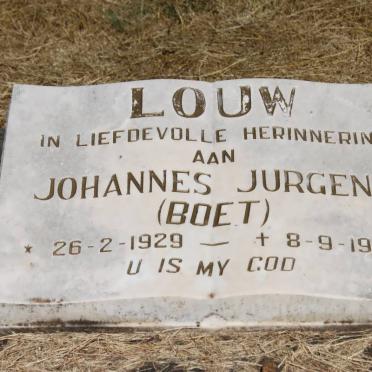 LOUW
IN LIEFDEVOLLE HERINNERIN
AAN
JOHANNES JURGEN
(BOET)
* 26-2-1929 — † 8-9-19
U IS MY GOD